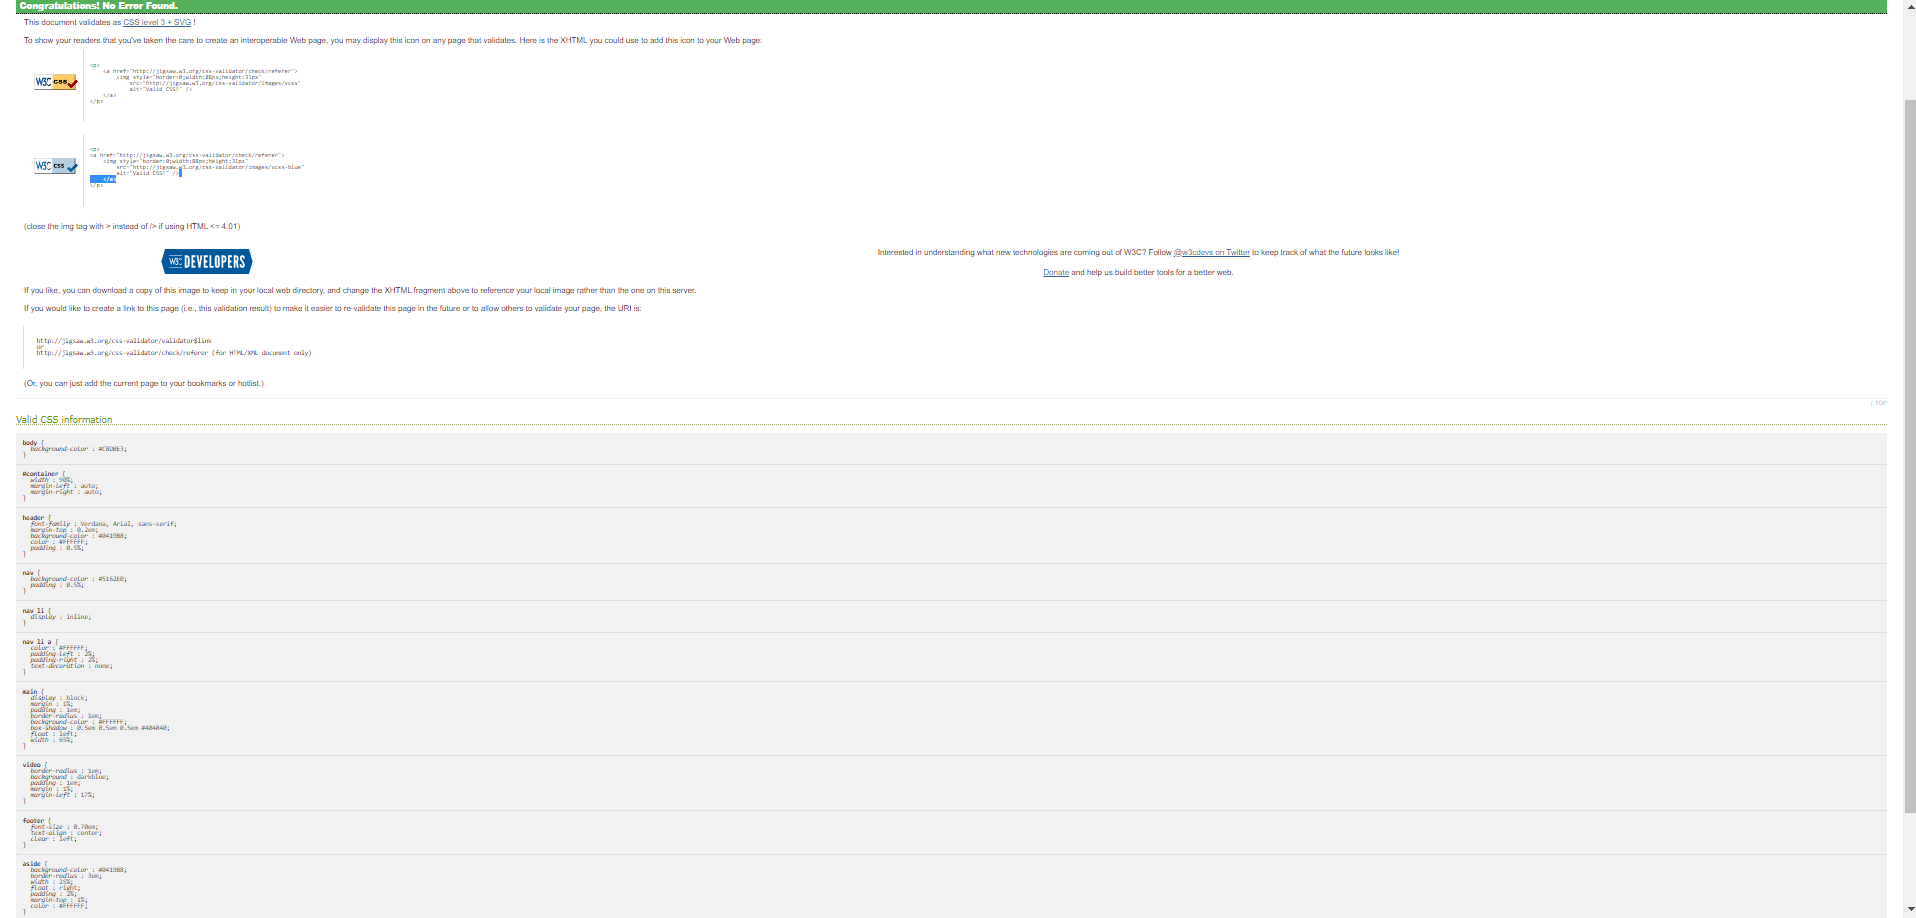 Congratulations! No Error Found.
This document validates as CSS level 3 + SVG !
To show your readers that you've taken the care to create an interoperable Web page, you may display this icon on any page that validates. Here is the XHTML you could use to add this icon to your Web page:
W3C css
<p>
<a href="http://jigsaw.w3.org/css-validator/check/referer">
<img style="border:0;width:88px;height:31px"
src="http://jigsaw.w3.org/css-validator/images/vcss"
alt="Valid CSS!" />
</a>
</p>
W3C css
<p>
<a href="http://jigsaw.w3.org/css-validator/check/referer">
<img style="border:0;width:88px;height:31px"
src="http://jigsaw.w3.org/css-validator/images/vcss-blue"
alt="Valid CSS!" />
</a>
</p>
(close the img tag with > instead of /> if using HTML <= 4.01)
W3C DEVELOPERS
Interested in understanding what new technologies are coming out of W3C? Follow @w3cdevs on Twitter to keep track of what the future looks like!
Donate and help us build better tools for a better web.
If you like, you can download a copy of this image to keep in your local web directory, and change the XHTML fragment above to reference your local image rather than the one on this server.
If you would like to create a link to this page (i.e., this validation result) to make it easier to re-validate this page in the future or to allow others to validate your page, the URI is:
http://jigsaw.w3.org/css-validator/validator$link
or
http://jigsaw.w3.org/css-validator/check/referer (for HTML/XML document only)
(Or, you can just add the current page to your bookmarks or hotlist.)
↑ TOP
Valid CSS information
body {
background-color : #C8DBE3;
}
#container {
width : 90%;
margin-left : auto;
margin-right : auto;
}
header {
font-family : Verdana, Arial, sans-serif;
margin-top : 0.2em;
background-color : #0419B8;
color : #FFFFFF;
padding : 0.5%;
}
nav {
background-color : #5162E0;
padding : 0.5%;
}
nav li {
display : inline;
}
nav li a {
color : #FFFFFF;
padding-left : 2%;
padding-right : 2%;
text-decoration : none;
}
main {
display : block;
margin : 1%;
padding : 1em;
border-radius : 1em;
background-color : #FFFFFF;
box-shadow : 0.5em 0.5em 0.5em #404040;
float : left;
width : 65%;
}
video {
border-radius : 1em;
background : darkblue;
padding : 1em;
margin : 1%;
margin-left : 17%;
}
footer {
font-size : 0.70em;
text-align : center;
clear : left;
}
aside {
background-color : #0419B8;
border-radius : 3em;
width : 25%;
float : right;
padding : 2%;
margin-top : 1%;
color : #FFFFFF;
}